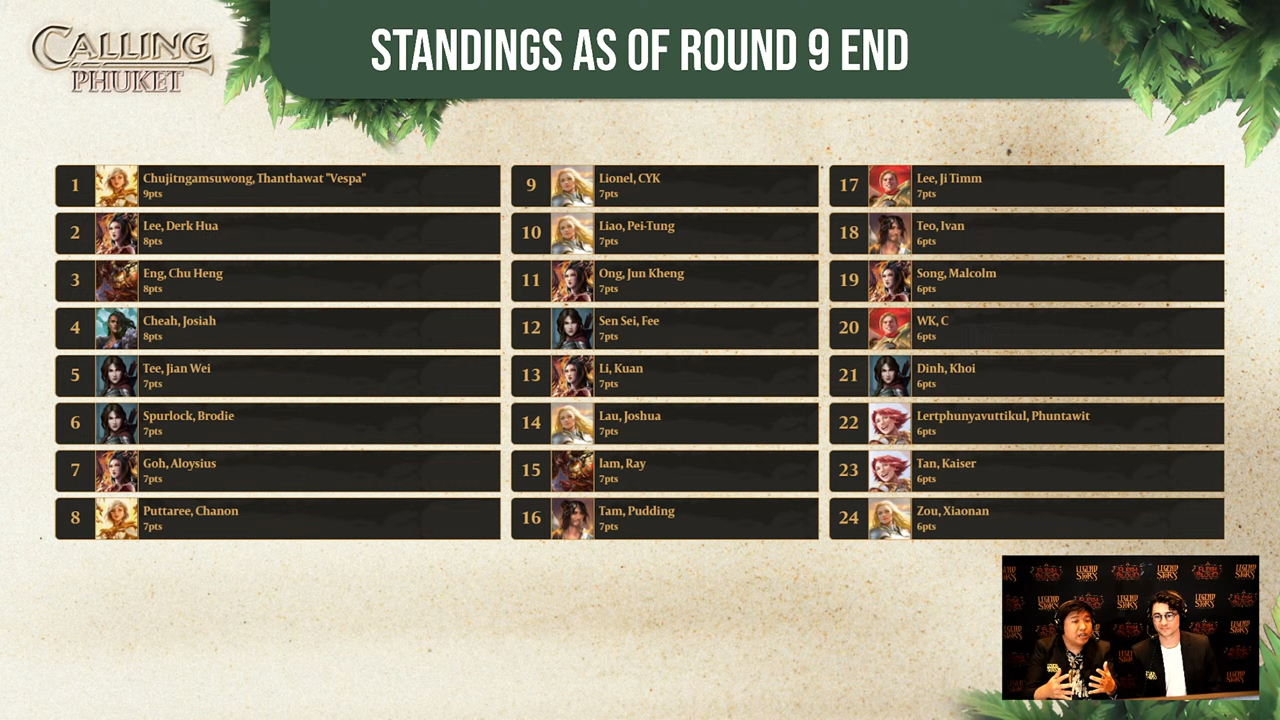 CALLING
PHUKET
STANDINGS AS OF ROUND 9 END
1
Chujitngamsuwong, Thanthawat "Vespa"
9pts
2
Lee, Derk Hua
8pts
3
Eng, Chu Heng
8pts
4
Cheah, Josiah
8pts
5
Tee, Jian Wei
7pts
6
Spurlock, Brodie
7pts
7
Goh, Aloysius
7pts
8
Puttaree, Chanon
7pts
9
Lionel, CYK
7pts
10
Liao, Pei-Tung
7pts
11
Ong, Jun Kheng
7pts
12
Sen Sei, Fee
7pts
13
Li, Kuan
7pts
14
Lau, Joshua
7pts
15
Iam, Ray
7pts
16
Tam, Pudding
7pts
17
Lee, Ji Timm
7pts
18
Teo, Ivan
6pts
19
Song, Malcolm
6pts
20
WK, C
6pts
21
Dinh, Khoi
6pts
22
Lertphunyavuttikul, Phuntawit
6pts
23
Tan, Kaiser
6pts
24
Zou, Xiaonan
6pts
LEGEND
STORY